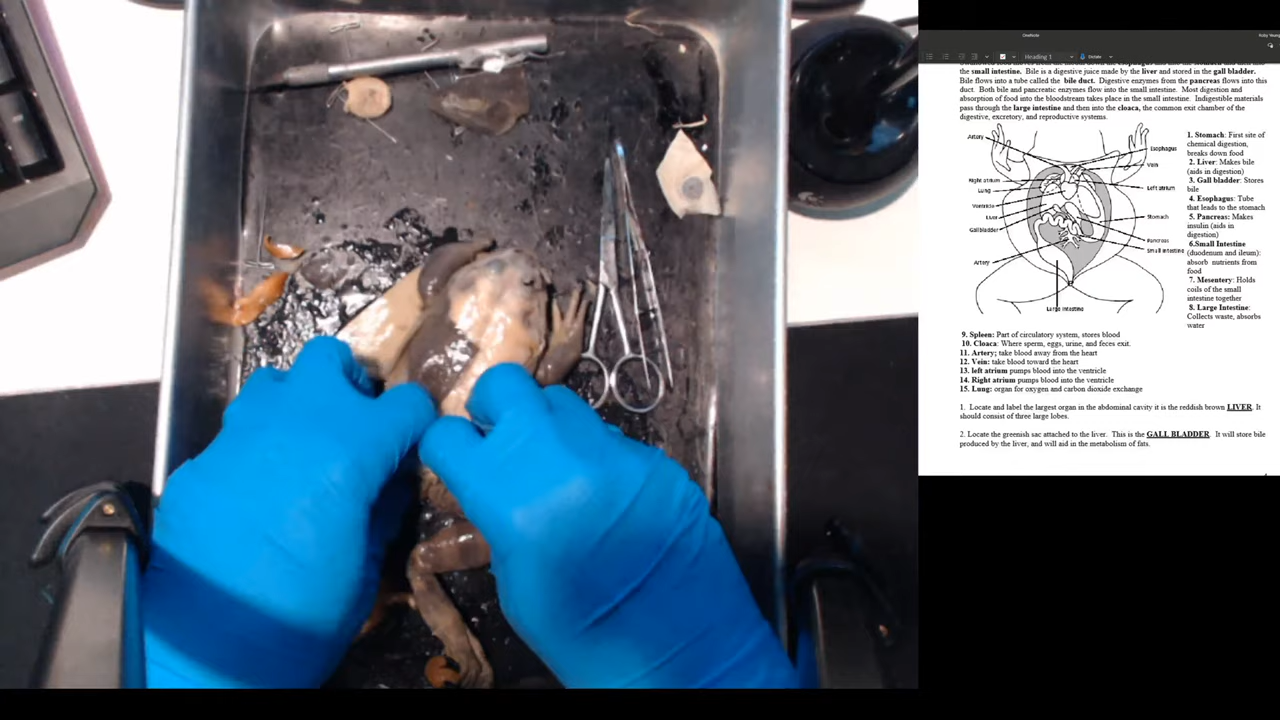 OneNote
Heading 1
Dictate
the small intestine. Bile is a digestive juice made by the liver and stored in the gall bladder.
Bile flows into a tube called the bile duct. Digestive enzymes from the pancreas flows into this
duct. Both bile and pancreatic enzymes flow into the small intestine. Most digestion and
absorption of food into the bloodstream takes place in the small intestine. Indigestible materials
pass through the large intestine and then into the cloaca, the common exit chamber of the
digestive, excretory, and reproductive systems.
Artery
Esophagus
Vein
Right atrium
Lung
Left atrium
Ventricle
Liver
Stomach
Gallbladder
Pancreas
Small intestine
Artery
Large intestine
1. Stomach: First site of
chemical digestion,
breaks down food
2. Liver: Makes bile
(aids in digestion)
3. Gall bladder: Stores
bile
4. Esophagus: Tube
that leads to the stomach
5. Pancreas: Makes
insulin (aids in
digestion)
6.Small Intestine
(duodenum and ileum):
absorb nutrients from
food
7. Mesentery: Holds
coils of the small
intestine together
8. Large Intestine:
Collects waste, absorbs
water
9. Spleen: Part of circulatory system, stores blood
10. Cloaca: Where sperm, eggs, urine, and feces exit.
11. Artery; take blood away from the heart
12. Vein: take blood toward the heart
13. left atrium pumps blood into the ventricle
14. Right atrium pumps blood into the ventricle
15. Lung: organ for oxygen and carbon dioxide exchange
1. Locate and label the largest organ in the abdominal cavity it is the reddish brown LIVER. It
should consist of three large lobes.
2. Locate the greenish sac attached to the liver. This is the GALL BLADDER. It will store bile
produced by the liver, and will aid in the metabolism of fats.